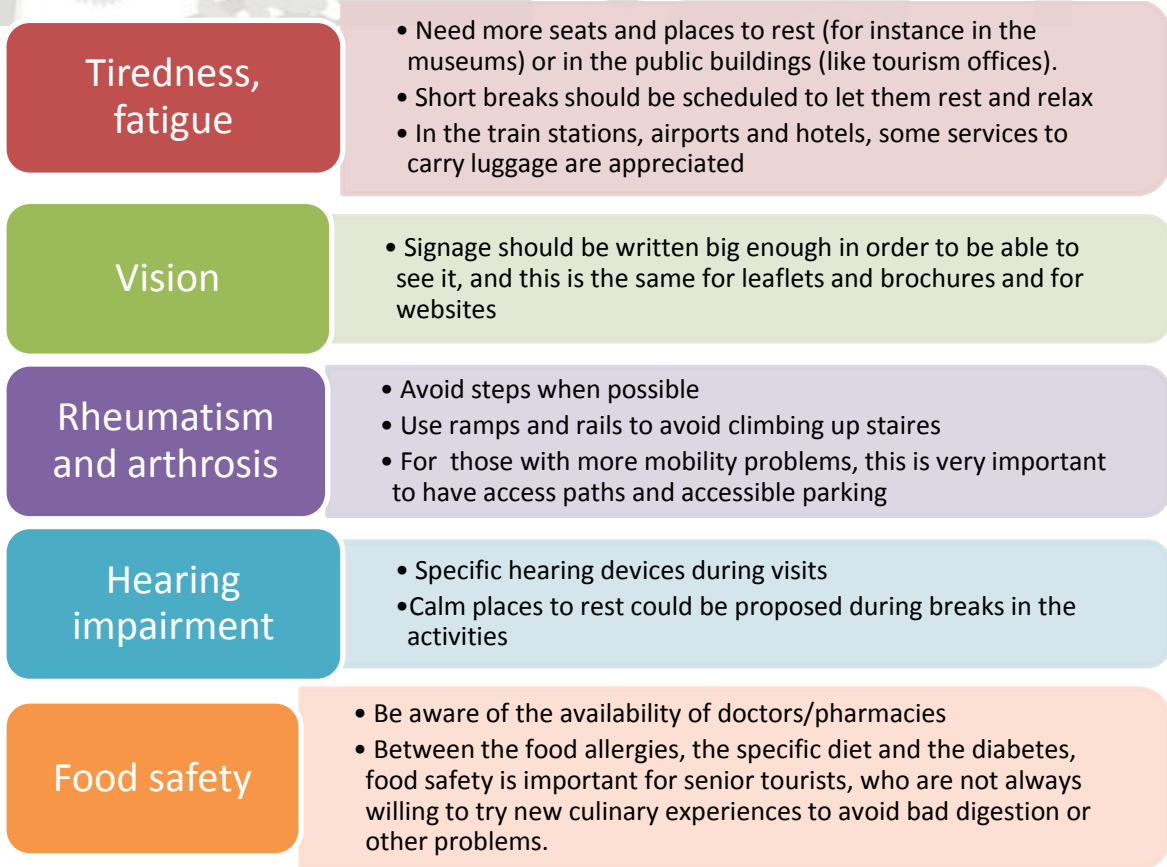 Tiredness,
fatigue
• Need more seats and places to rest (for instance in the
museums) or in the public buildings (like tourism offices).
• Short breaks should be scheduled to let them rest and relax
• In the train stations, airports and hotels, some services to
carry luggage are appreciated
Vision
• Signage should be written big enough in order to be able to
see it, and this is the same for leaflets and brochures and for
websites
Rheumatism
and arthrosis
• Avoid steps when possible
• Use ramps and rails to avoid climbing up staires
• For  those with more mobility problems, this is very important
to have access paths and accessible parking
Hearing
impairment
• Specific hearing devices during visits
•Calm places to rest could be proposed during breaks in the
activities
Food safety
• Be aware of the availability of doctors/pharmacies
• Between the food allergies, the specific diet and the diabetes,
food safety is important for senior tourists, who are not always
willing to try new culinary experiences to avoid bad digestion or
other problems.